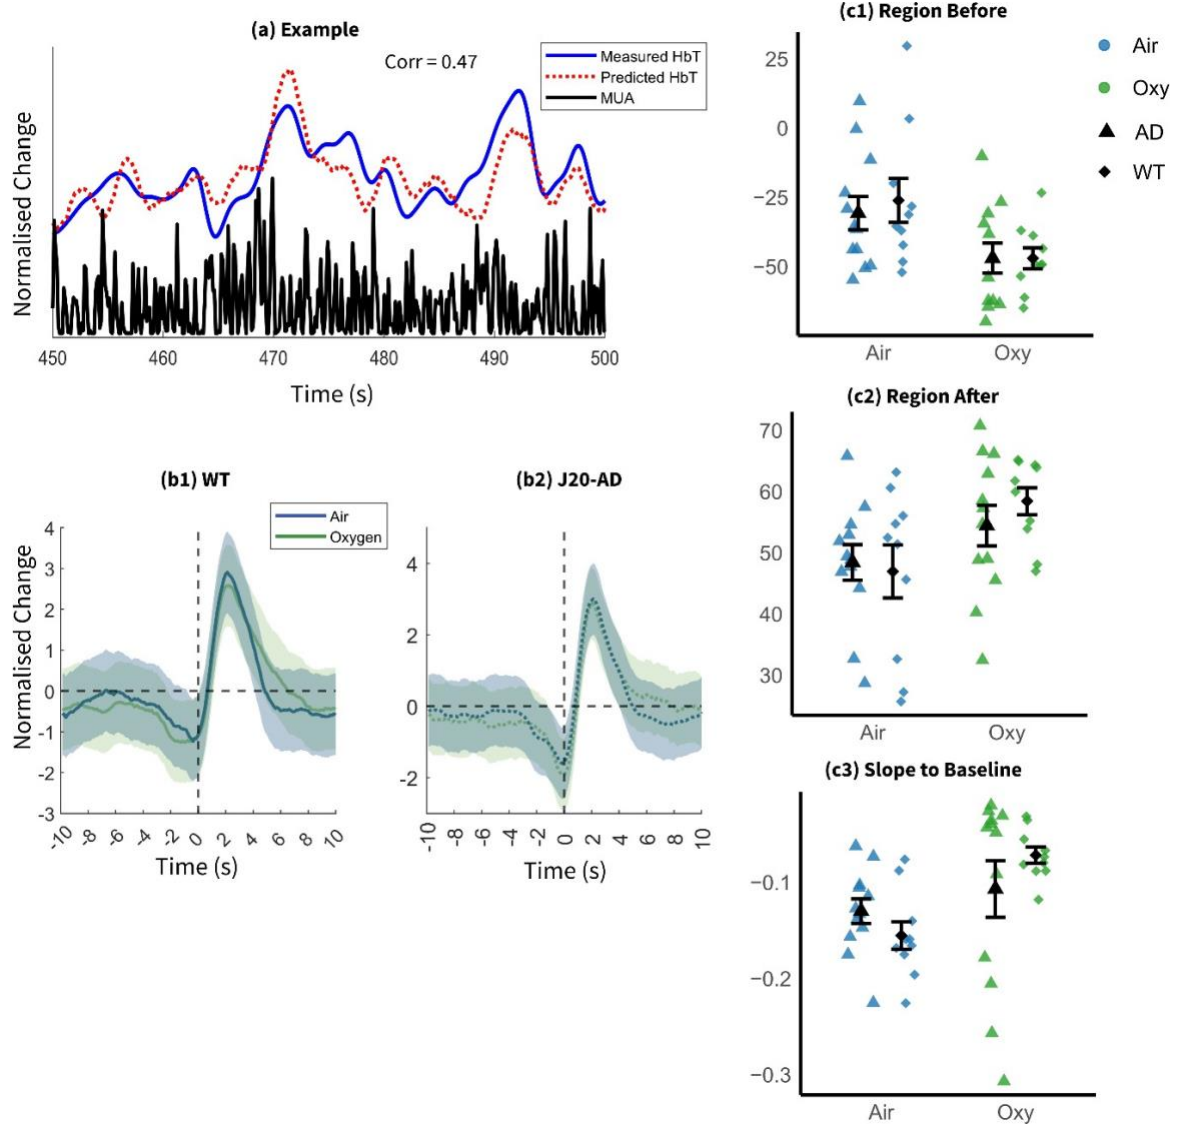 (a) Example
Corr = 0.47
Measured HbT
Predicted HbT
MUA
Normalised Change
450 460 470 480 490 500
Time (s)
(b1) WT
Air
Oxygen
Normalised Change
4
3
2
1
0
-1
-2
-3
-10 -8 -6 -4 -2 0 2 4 6 8 10
Time (s)
(b2) J20-AD
4
2
0
-2
-10 -8 -6 -4 -2 0 2 4 6 8 10
Time (s)
(c1) Region Before
25
0
−25
−50
Air Oxy
Air
Oxy
AD
WT
(c2) Region After
70
60
50
40
30
Air Oxy
(c3) Slope to Baseline
−0.1
−0.2
−0.3
Air Oxy